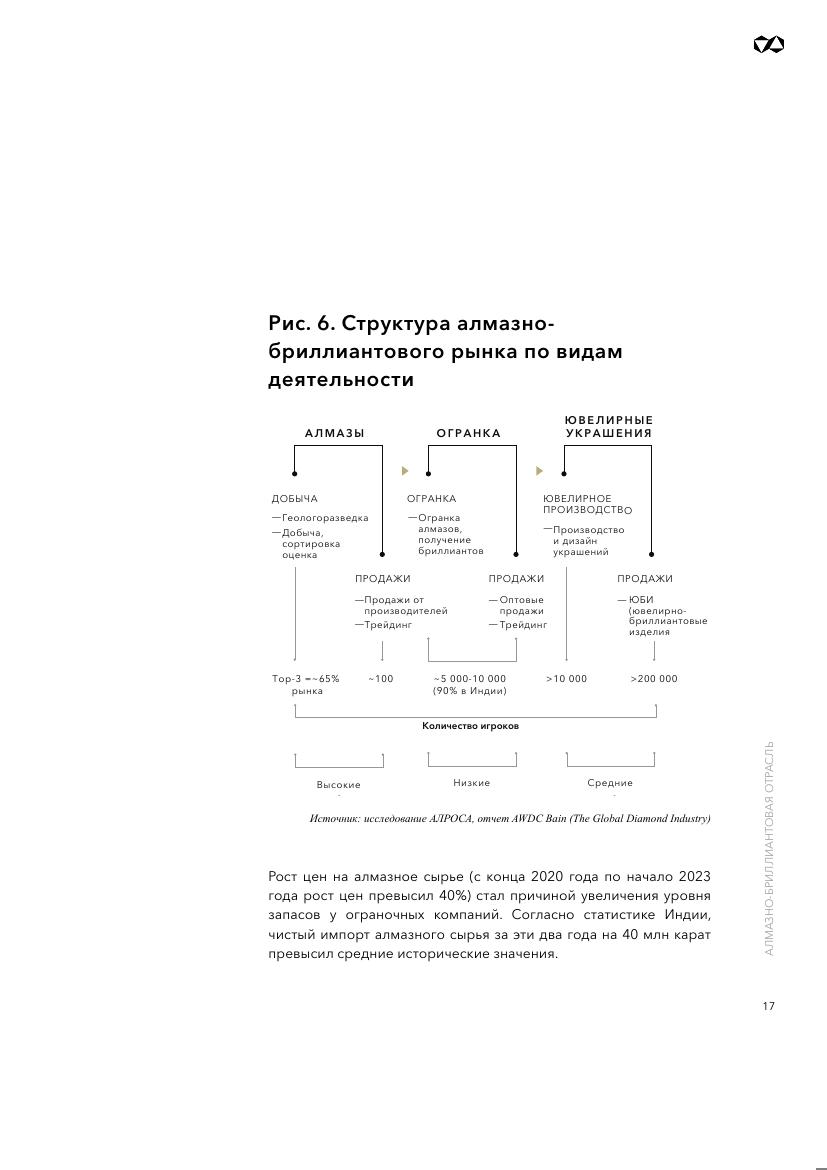 Рис. 6. Структура алмазно-
бриллиантового рынка по видам
деятельности
АЛМАЗЫ
ОГРАНКА
ЮВЕЛИРНЫЕ
УКРАШЕНИЯ
ДОБЫЧА
—Геологоразведка
—Добыча,
сортировка
оценка
ОГРАНКА
—Огранка
алмазов,
получение
бриллиантов
ЮВЕЛИРНОЕ
ПРОИЗВОДСТВО
—Производство
и дизайн
украшений
ПРОДАЖИ
—Продажи от
производителей
—Трейдинг
ПРОДАЖИ
—Оптовые
продажи
—Трейдинг
ПРОДАЖИ
— ЮБИ
(ювелирно-
бриллиантовые
изделия
Top-3 =~65%
рынка
~100
~5 000-10 000
(90% в Индии)
>10 000
>200 000
Количество игроков
Высокие
Низкие
Средние
Источник: исследование АЛРОСА, отчет AWDC Bain (The Global Diamond Industry)
Рост цен на алмазное сырье (с конца 2020 года по начало 2023
года рост цен превысил 40%) стал причиной увеличения уровня
запасов у ограночных компаний. Согласно статистике Индии,
чистый импорт алмазного сырья за эти два года на 40 млн карат
превысил средние исторические значения.
АЛМАЗНО-БРИЛЛИАНТОВАЯ ОТРАСЛЬ
17